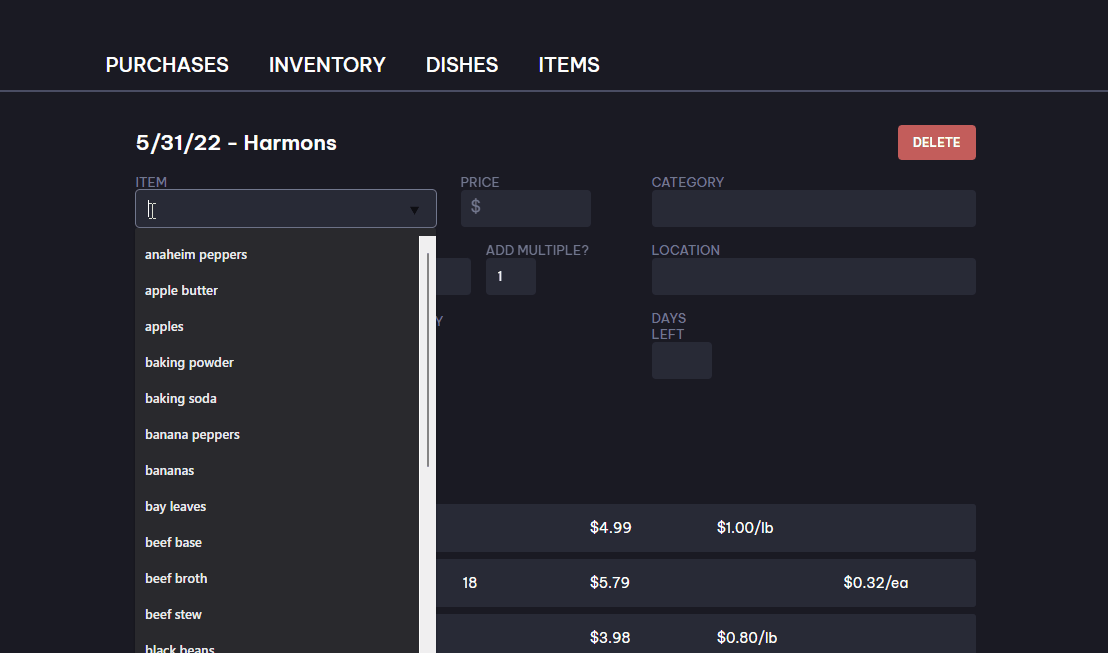 PURCHASES INVENTORY DISHES ITEMS
5/31/22 - Harmons
DELETE
ITEM PRICE CATEGORY
$
anaheim peppers
ADD MULTIPLE? LOCATION
1
apple butter
apples
Y DAYS LEFT
baking powder
baking soda
banana peppers
bananas
bay leaves
beef base
beef broth
beef stew
black beans
$4.99 $1.00/lb
18 $5.79 $0.32/ea
$3.98 $0.80/lb